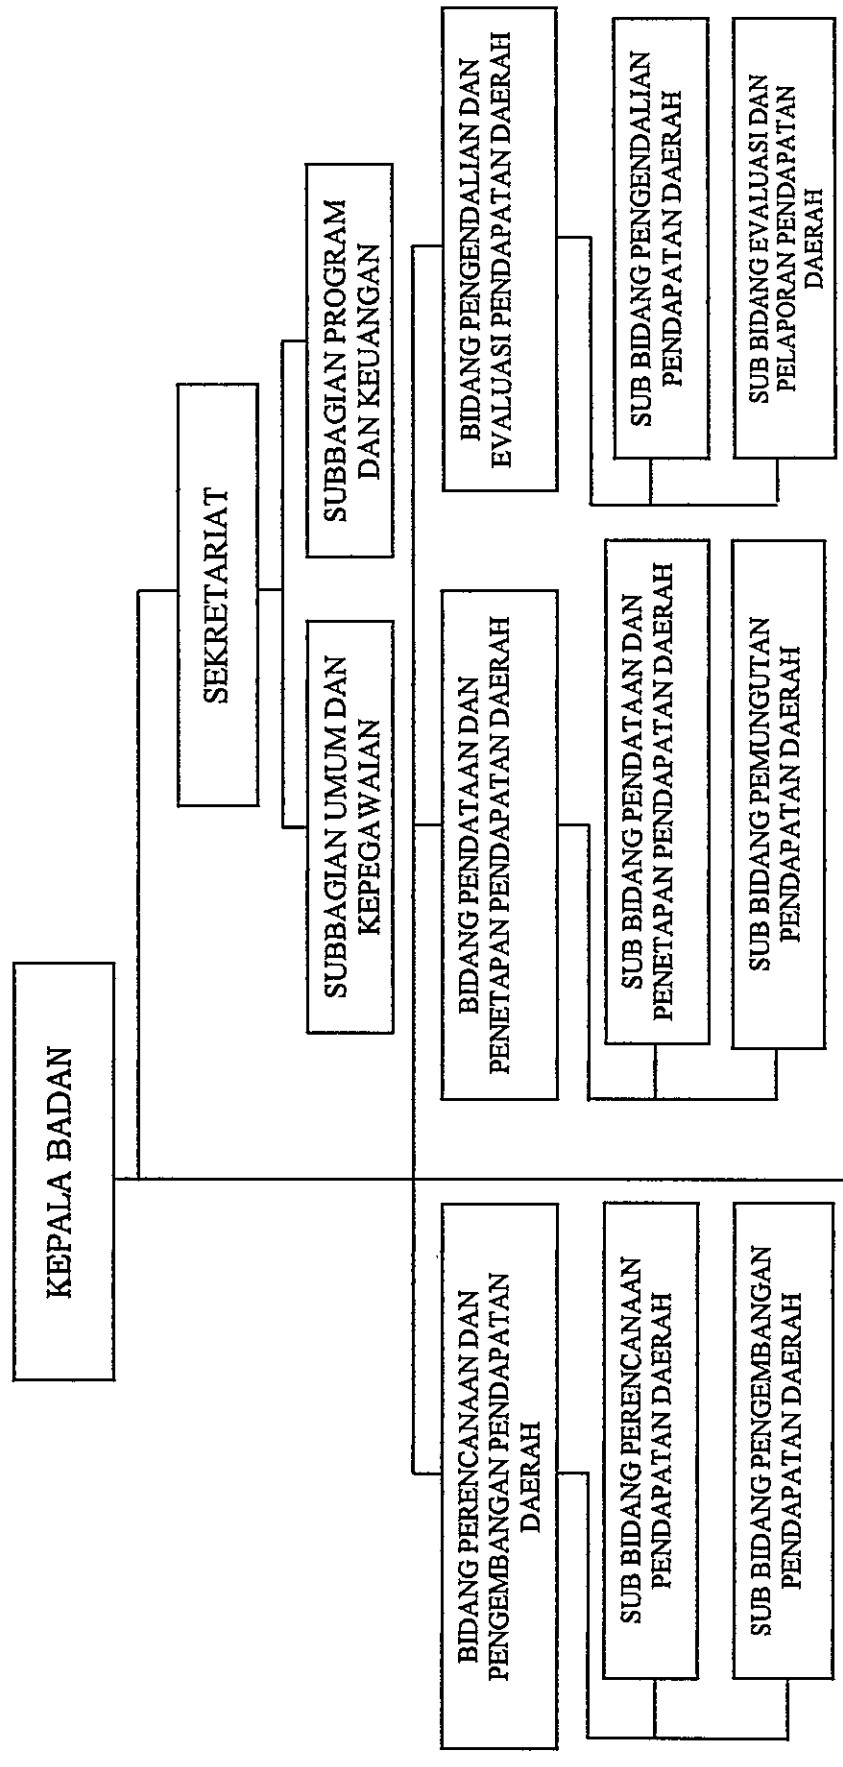 KEPALA BADAN
SEKRETARIAT
SUBBAGIAN UMUM DAN
KEPEGAWAIAN
SUBBAGIAN PROGRAM
DAN KEUANGAN
BIDANG PERENCANAAN DAN
PENGEMBANGAN PENDAPATAN
DAERAH
BIDANG PENDATAAN DAN
PENETAPAN PENDAPATAN DAERAH
BIDANG PENGENDALIAN DAN
EVALUASI PENDAPATAN DAERAH
SUB BIDANG PERENCANAAN
PENDAPATAN DAERAH
SUB BIDANG PENDATAAN DAN
PENETAPAN PENDAPATAN DAERAH
SUB BIDANG PENGENDALIAN
PENDAPATAN DAERAH
SUB BIDANG PENGEMBANGAN
PENDAPATAN DAERAH
SUB BIDANG PEMUNGUTAN
PENDAPATAN DAERAH
SUB BIDANG EVALUASI DAN
PELAPORAN PENDAPATAN
DAERAH